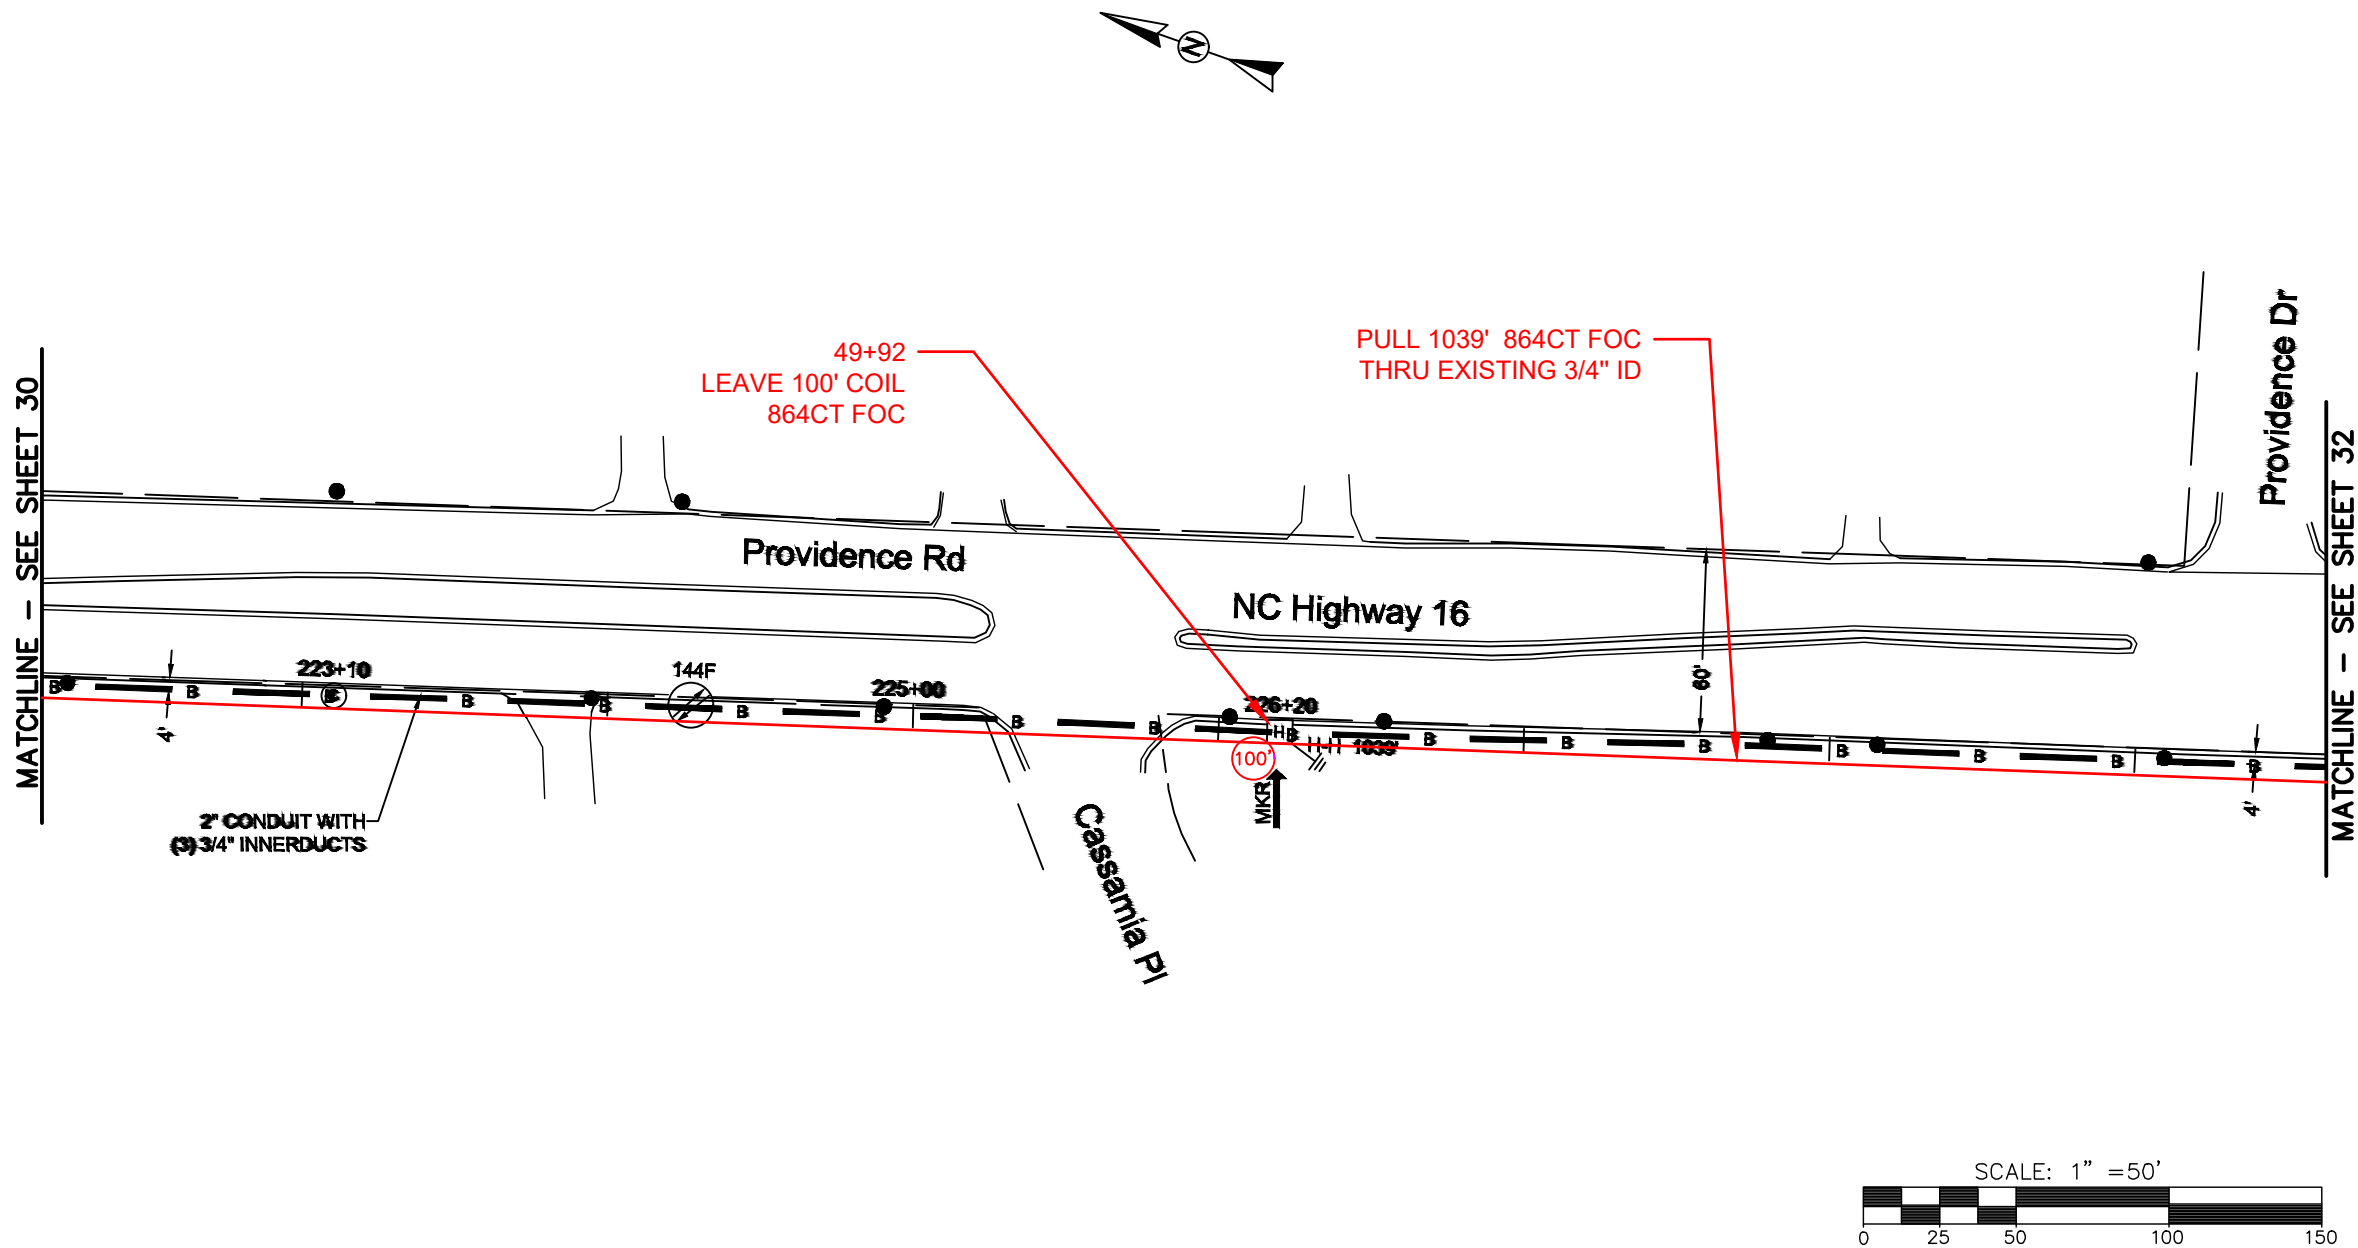 N
49+92
LEAVE 100' COIL
864CT FOC
PULL 1039'  864CT FOC
THRU EXISTING 3/4" ID
MATCHLINE - SEE SHEET 30
MATCHLINE - SEE SHEET 32
Providence Dr
Providence Rd
NC Highway 16
60'
4'
223+10
144F
225+00
226+20
B B B B B B B B B B B B B B B B B
H
H-H 1039'
100'
MKR
4'
2" CONDUIT WITH
(3) 3/4" INNERDUCTS
Cassamia Pl
SCALE: 1" =50'
0 25 50 100 150